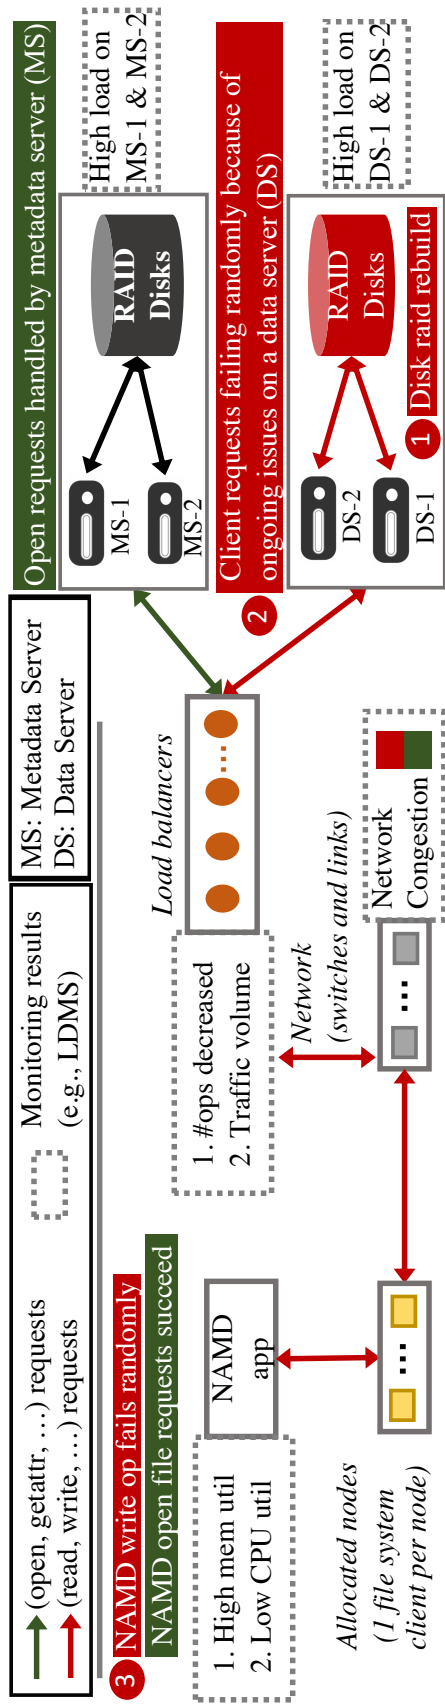 (open, getattr, …) requests
(read, write, …) requests
Monitoring results
(e.g., LDMS)
MS: Metadata Server
DS: Data Server
Open requests handled by metadata server (MS)
3 NAMD write op fails randomly
NAMD open file requests succeed
1. High mem util
2. Low CPU util
NAMD
app
Allocated nodes
(1 file system
client per node)
...
1. #ops decreased
2. Traffic volume
Load balancers
....
Network
(switches and links)
...
Network
Congestion
MS-1
MS-2
RAID
Disks
High load on
MS-1 & MS-2
2 Client requests failing randomly because of
ongoing issues on a data server (DS)
DS-2
DS-1
RAID
Disks
1 Disk raid rebuild
High load on
DS-1 & DS-2